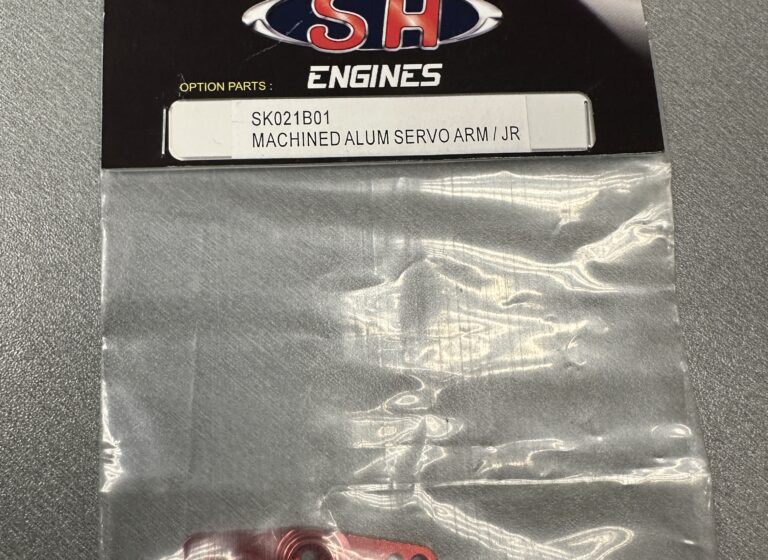 SH
ENGINES
OPTION PARTS :
SK021B01
MACHINED ALUM SERVO ARM / JR